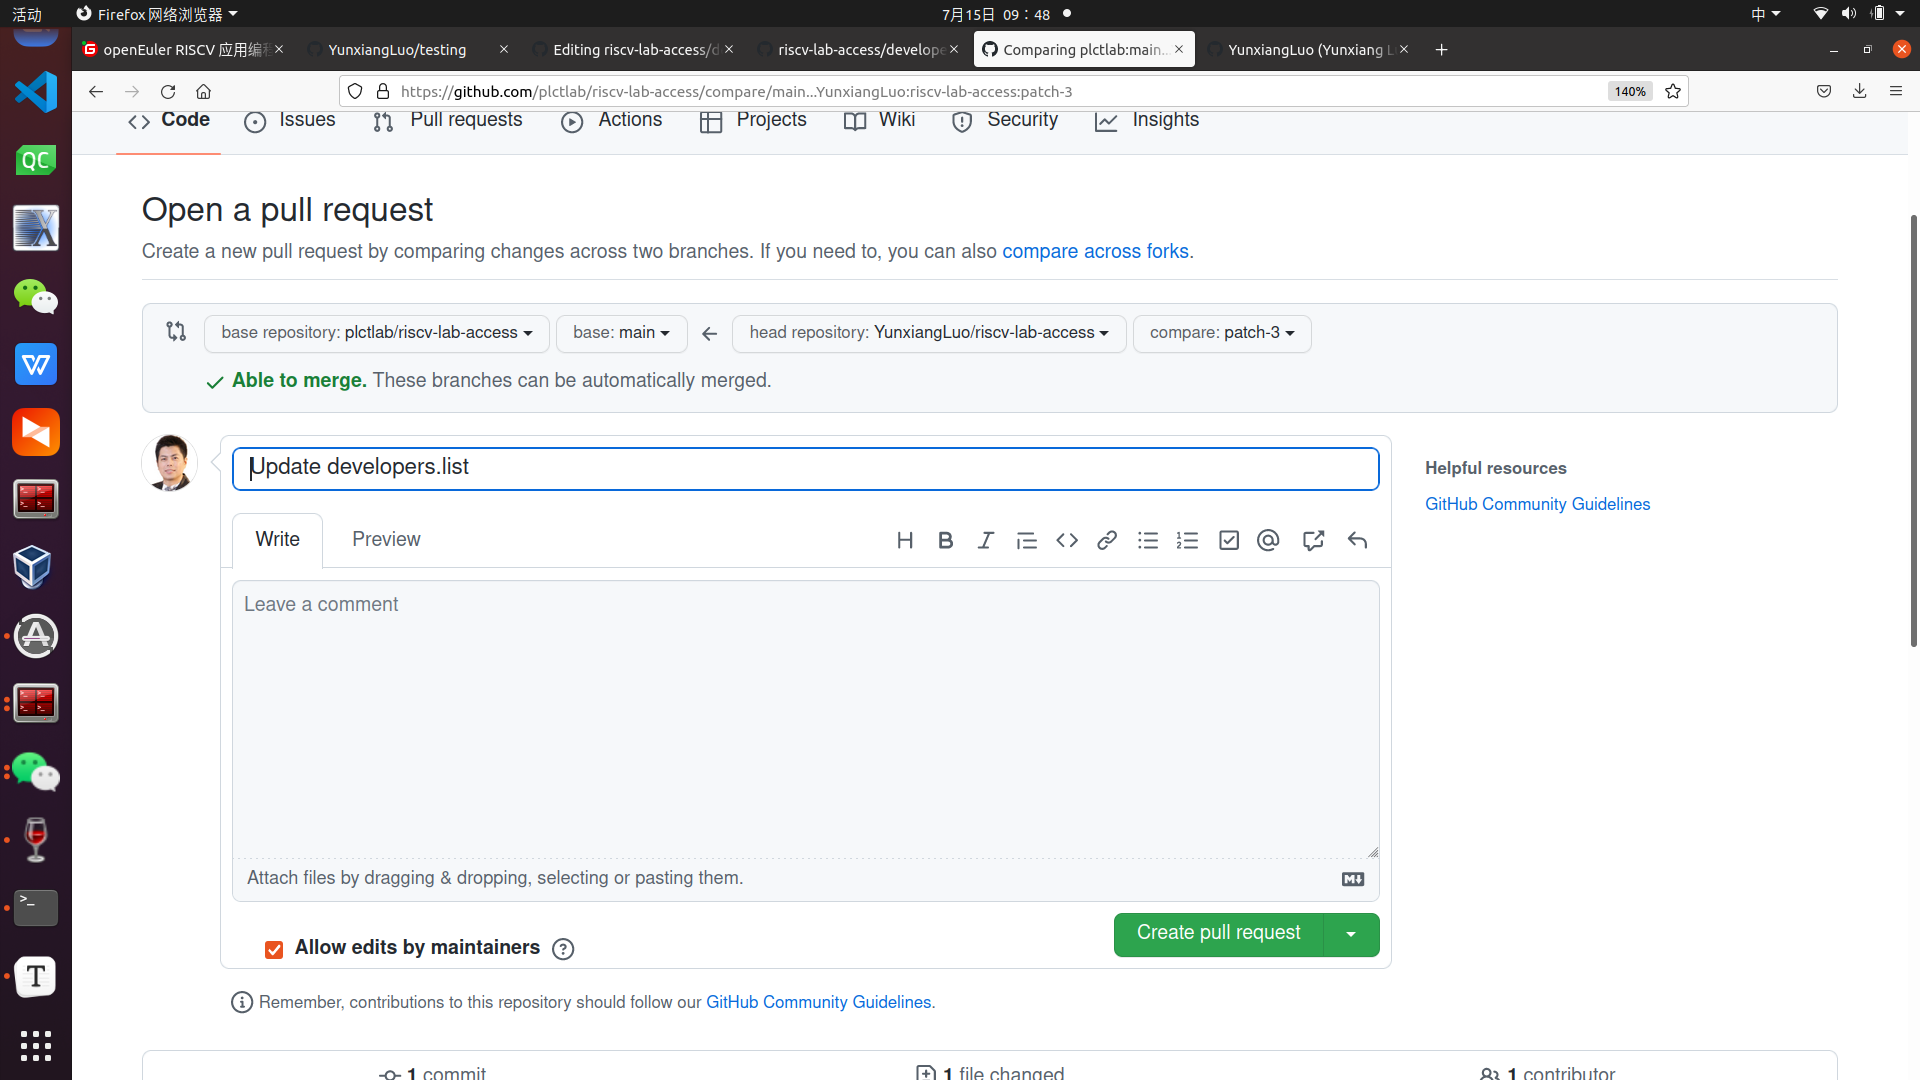 活动
Firefox 网络浏览器
7月15日 09：48
中
openEuler RISCV 应用编程
YunxiangLuo/testing
Editing riscv-lab-access/d
riscv-lab-access/develope
Comparing plctlab:main...
YunxiangLuo (Yunxiang L
https://github.com/plctlab/riscv-lab-access/compare/main...YunxiangLuo:riscv-lab-access:patch-3
140%
Code
Issues
Pull requests
Actions
Projects
Wiki
Security
Insights
QC
Open a pull request
Create a new pull request by comparing changes across two branches. If you need to, you can also compare across forks.
base repository: plctlab/riscv-lab-access
base: main
head repository: YunxiangLuo/riscv-lab-access
compare: patch-3
Able to merge. These branches can be automatically merged.
Update developers.list
Helpful resources
GitHub Community Guidelines
Write
Preview
Leave a comment
Attach files by dragging & dropping, selecting or pasting them.
Allow edits by maintainers
Create pull request
Remember, contributions to this repository should follow our GitHub Community Guidelines.
1 commit
1 file changed
1 contributor